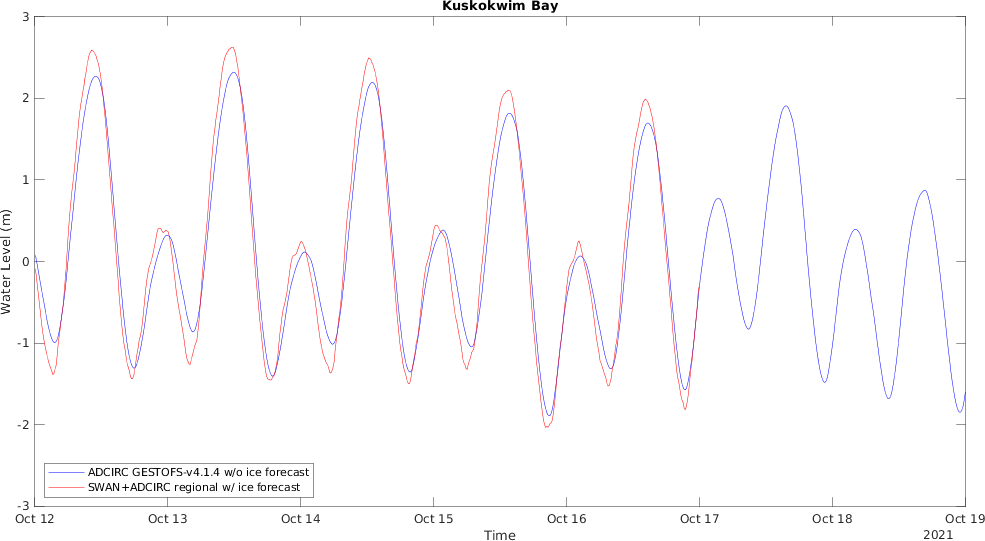 Kuskokwim Bay
3
2
1
0
-1
-2
-3
Water Level (m)
ADCIRC GESTOFS-v4.1.4 w/o ice forecast
SWAN+ADCIRC regional w/ ice forecast
Oct 12 Oct 13 Oct 14 Oct 15 Oct 16 Oct 17 Oct 18 Oct 19
Time
2021